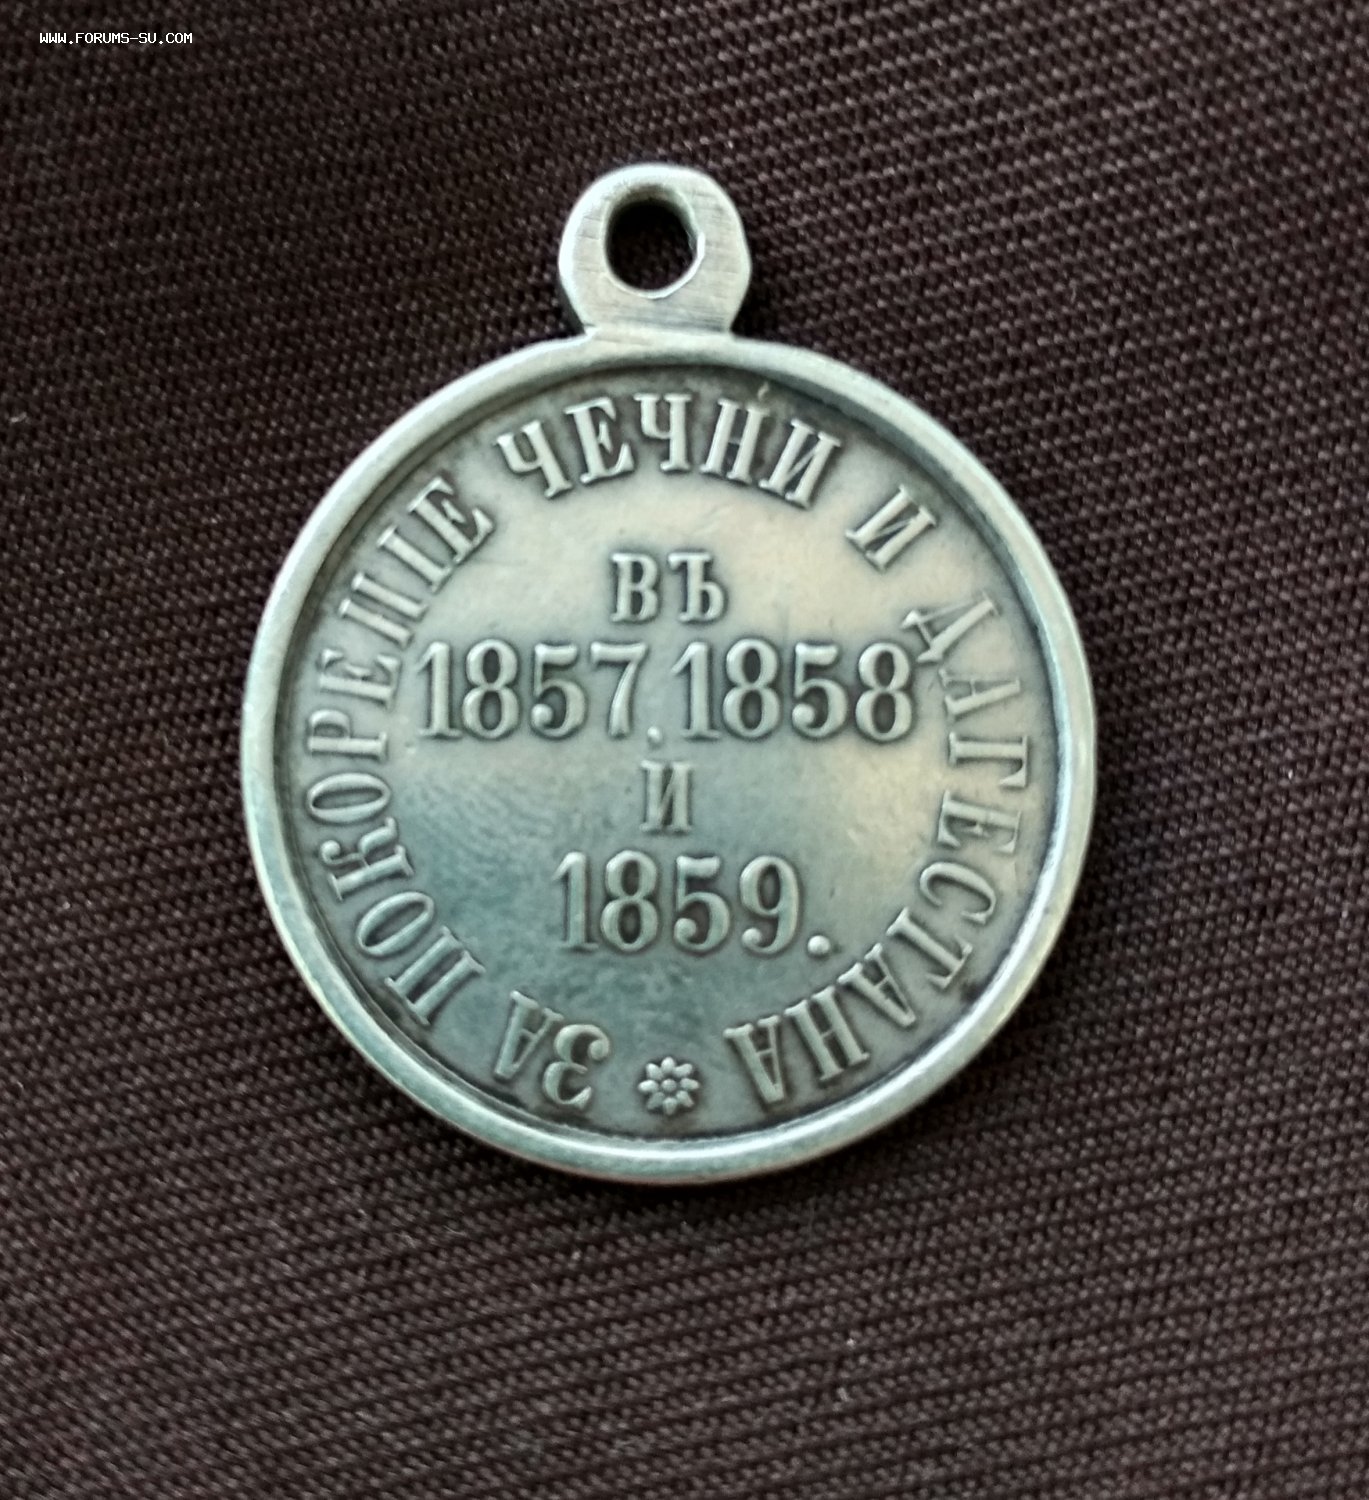 WWW.FORUMS-SU.COM
ЗА ПОКОРЕНІЕ ЧЕЧНИ И ДАГЕСТАНА
ВЪ
1857, 1858
И
1859.